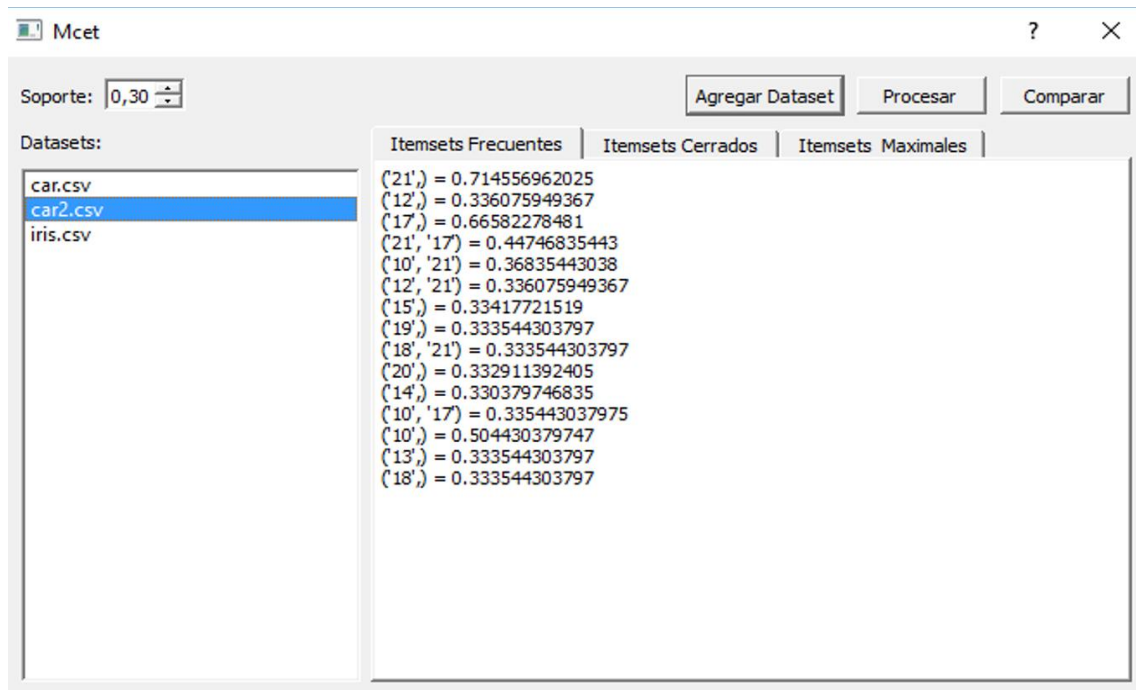 Mcet
Soporte: 0,30
Agregar Dataset
Procesar
Comparar
Datasets:
car.csv
car2.csv
iris.csv
Itemsets Frecuentes
Itemsets Cerrados
Itemsets Maximales
('21',) = 0.714556962025
('12',) = 0.336075949367
('17',) = 0.66582278481
('21', '17') = 0.44746835443
('10', '21') = 0.36835443038
('12', '21') = 0.336075949367
('15',) = 0.33417721519
('19',) = 0.333544303797
('18', '21') = 0.333544303797
('20',) = 0.332911392405
('14',) = 0.330379746835
('10', '17') = 0.335443037975
('10',) = 0.504430379747
('13',) = 0.333544303797
('18',) = 0.333544303797